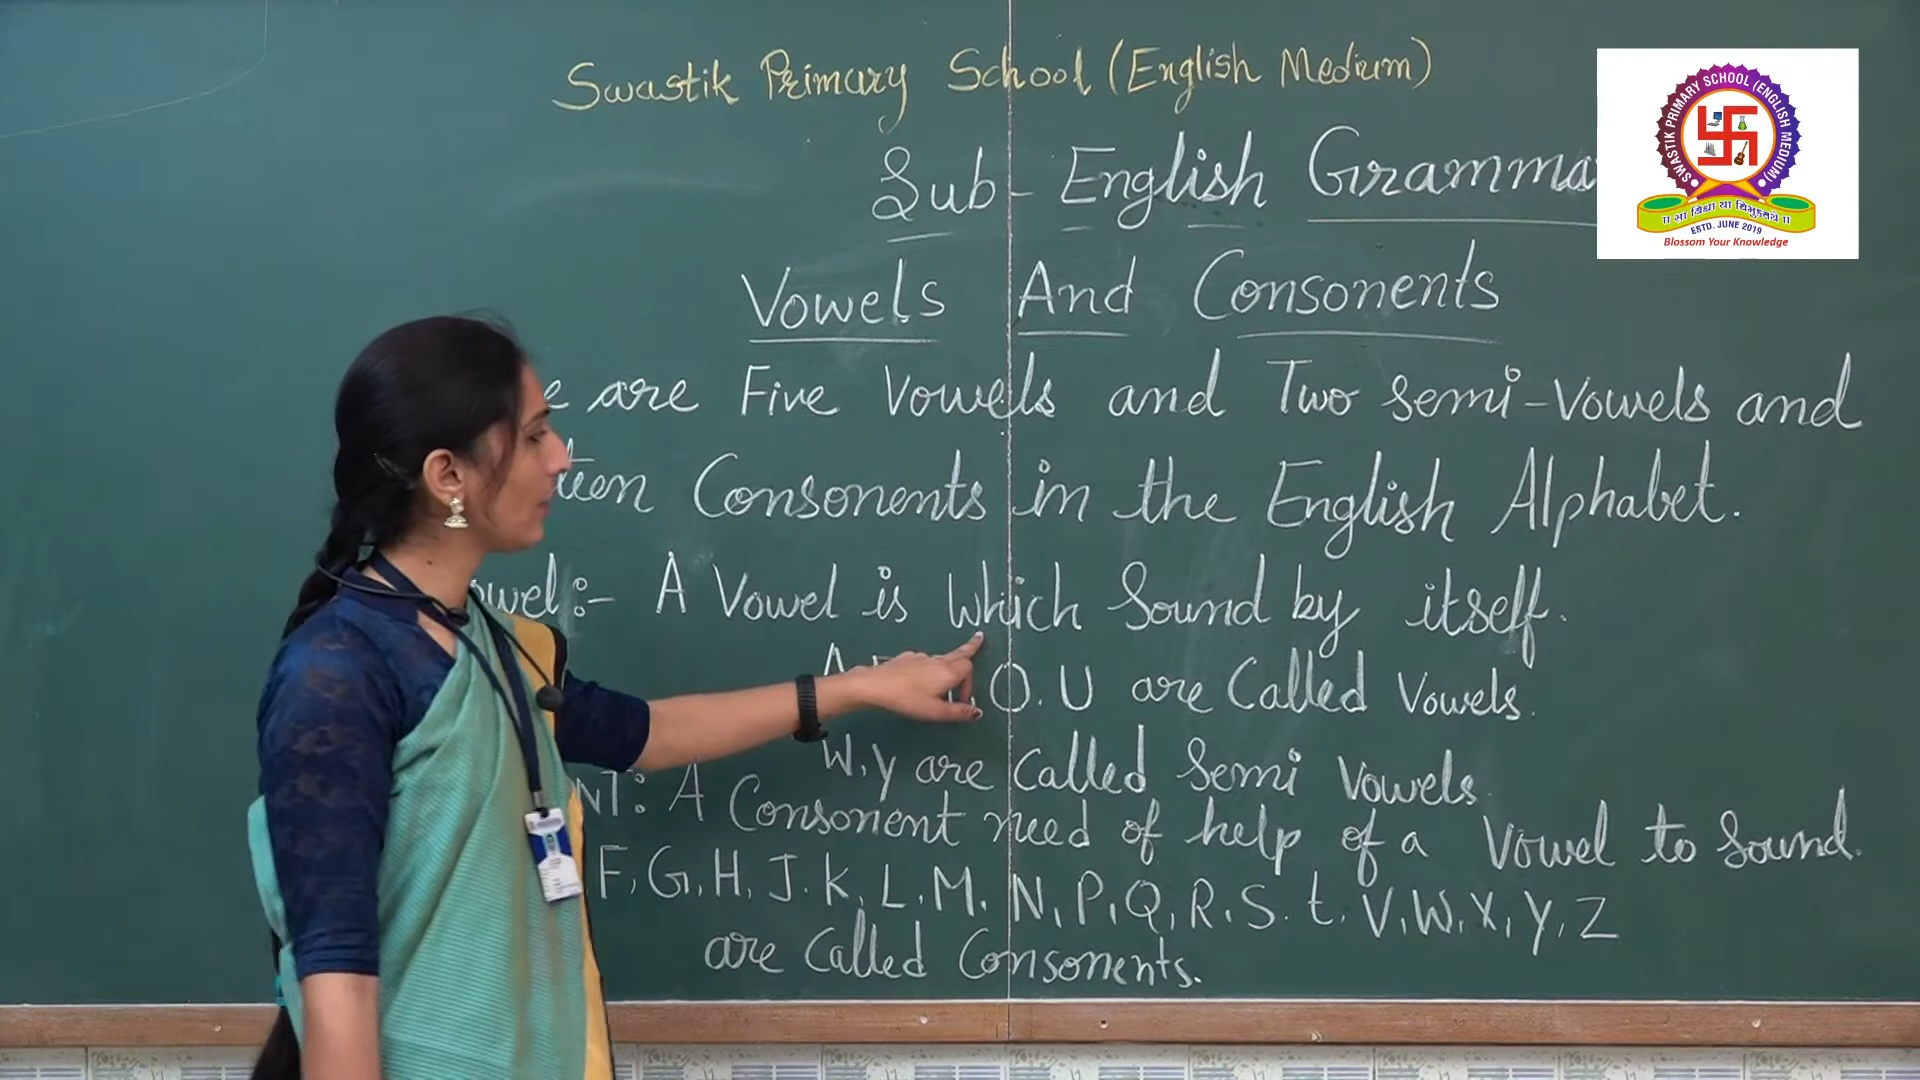 Swastik Primary School (English Medium)
Sub - English Gramma
Vowels And Consonents
e are Five Vowels and Two Semi-Vowels and
teen Consonents in the English Alphabet.
owel:- A Vowel is which Sound by itself.
A O. U are Called Vowels.
W, y are Called Semi Vowels.
NT: A Consonent need of help of a Vowel to Sound.
F, G, H, J, K, L, M, N, P, Q, R, S, t, V, W, X, Y, Z
are Called Consonents.
SWASTIK PRIMARY SCHOOL (ENGLISH MEDIUM)
॥ सा विद्या या विमुक्तये ॥
ESTD. JUNE 2019
Blossom Your Knowledge